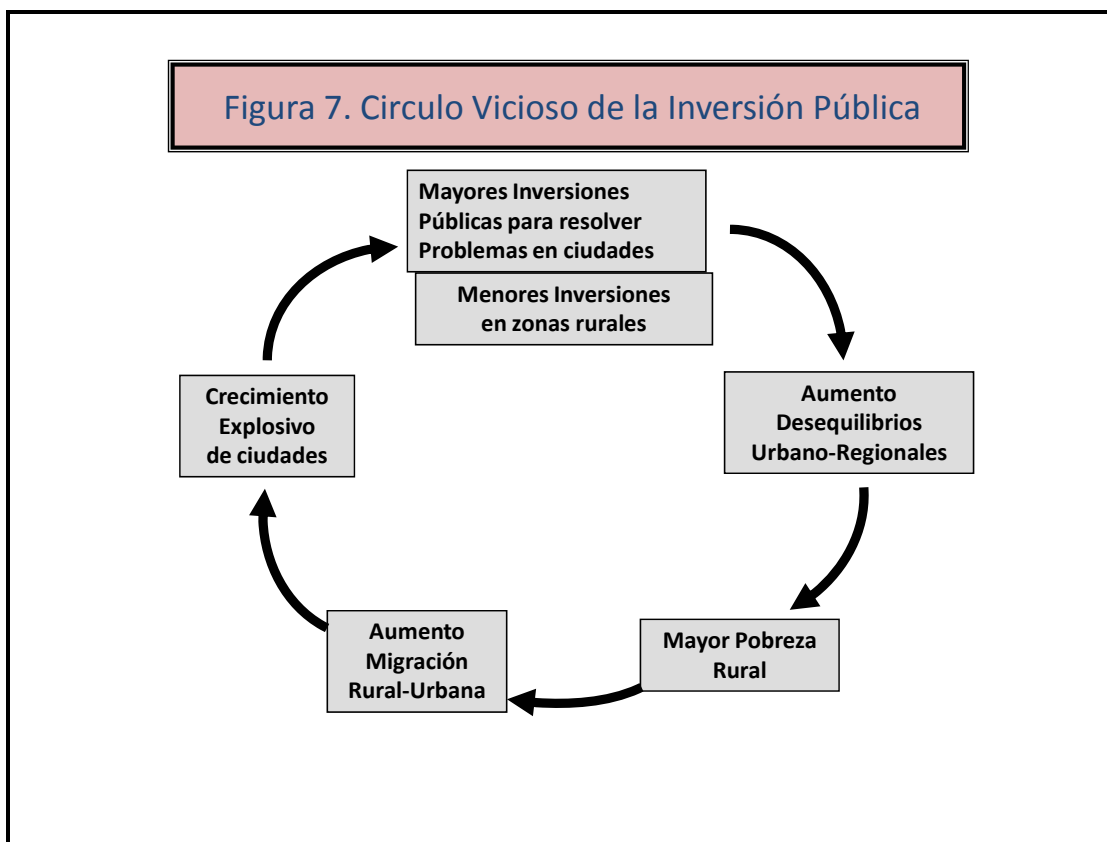 Figura 7. Circulo Vicioso de la Inversión Pública
Mayores Inversiones
Públicas para resolver
Problemas en ciudades
Menores Inversiones
en zonas rurales
Aumento
Desequilibrios
Urbano-Regionales
Mayor Pobreza
Rural
Aumento
Migración
Rural-Urbana
Crecimiento
Explosivo
de ciudades